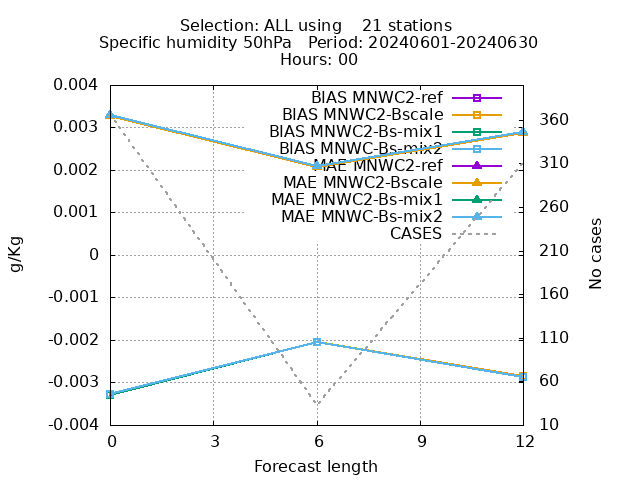 Selection: ALL using    21 stations
Specific humidity 50hPa   Period: 20240601-20240630
Hours: 00
BIAS MNWC2-ref
BIAS MNWC2-Bscale
BIAS MNWC2-Bs-mix1
BIAS MNWC-Bs-mix2
MAE MNWC2-ref
MAE MNWC2-Bscale
MAE MNWC2-Bs-mix1
MAE MNWC-Bs-mix2
CASES
0.004
0.003
0.002
0.001
0
-0.001
-0.002
-0.003
-0.004
g/Kg
360
310
260
210
160
110
60
10
No cases
0 3 6 9 12
Forecast length